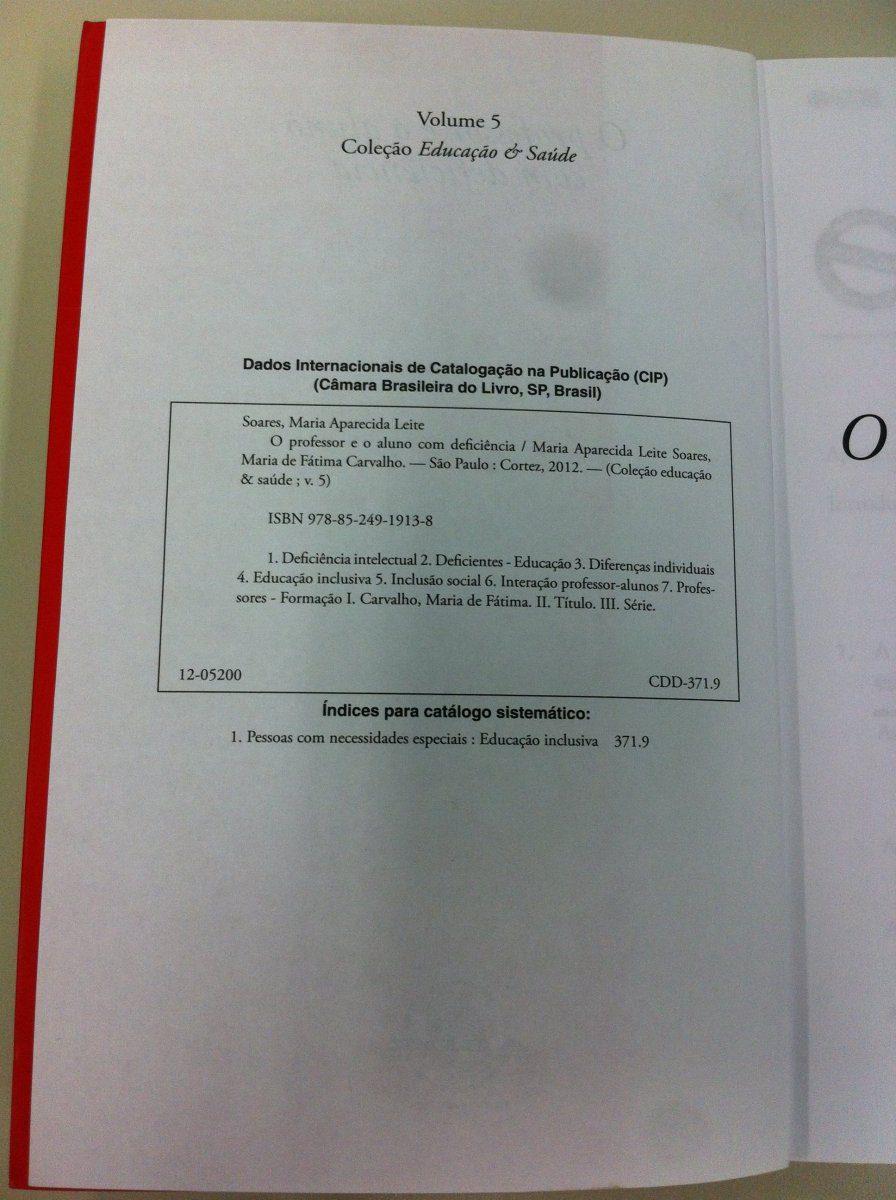 Volume 5
Coleção Educação & Saúde
Dados Internacionais de Catalogação na Publicação (CIP)
(Câmara Brasileira do Livro, SP, Brasil)
Soares, Maria Aparecida Leite
O professor e o aluno com deficiência / Maria Aparecida Leite Soares,
Maria de Fátima Carvalho. — São Paulo : Cortez, 2012. — (Coleção educação
& saúde ; v. 5)
ISBN 978-85-249-1913-8
1. Deficiência intelectual 2. Deficientes - Educação 3. Diferenças individuais
4. Educação inclusiva 5. Inclusão social 6. Interação professor-alunos 7. Profes-
sores - Formação I. Carvalho, Maria de Fátima. II. Título. III. Série.
12-05200 CDD-371.9
Índices para catálogo sistemático:
1. Pessoas com necessidades especiais : Educação inclusiva 371.9
O